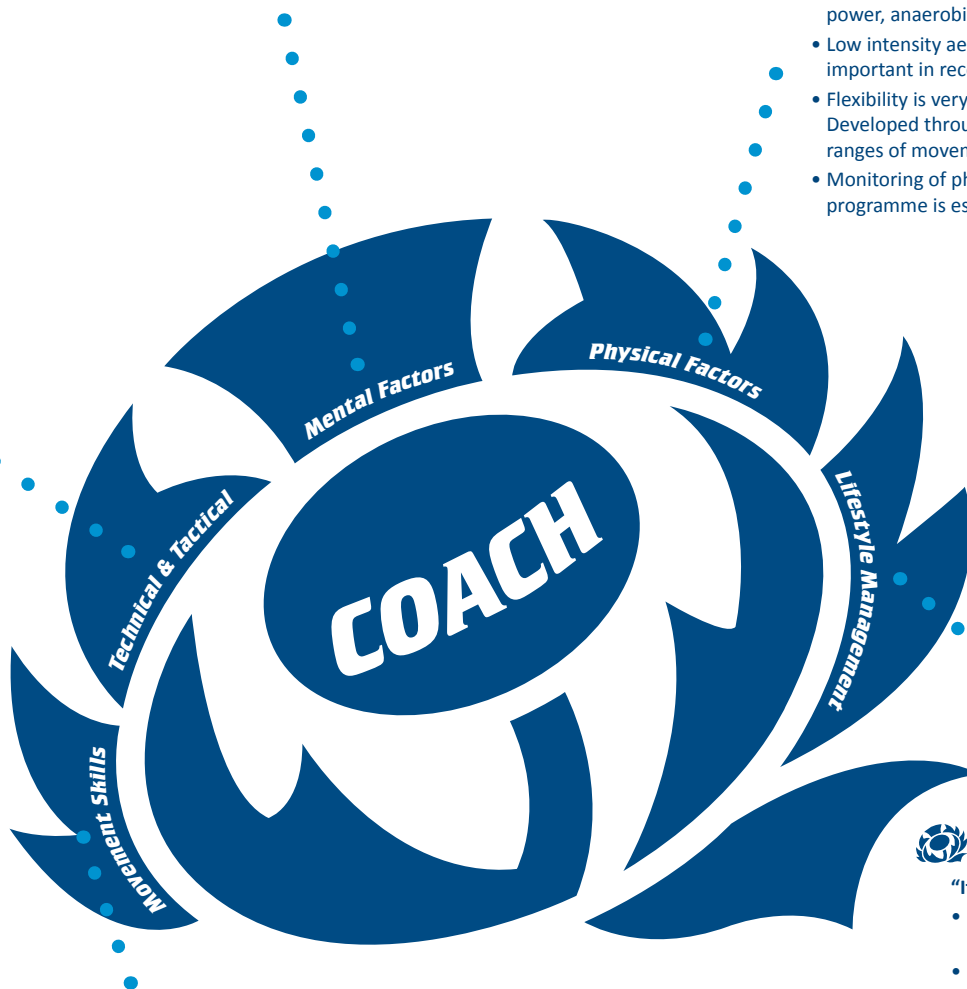 power, anaerobi
• Low intensity ae
important in rec
• Flexibility is very
Developed throu
ranges of movem
• Monitoring of ph
programme is es
Mental Factors
Physical Factors
Technical & Tactical
Lifestyle Management
COACH
Movement Skills
"I
•
•